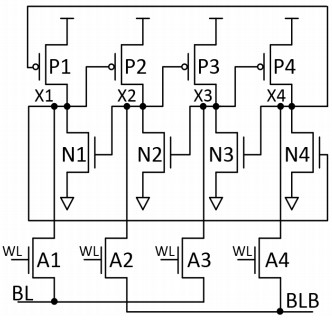 P1 P2 P3 P4
X1 X2 X3 X4
N1 N2 N3 N4
WL WL WL WL
A1 A2 A3 A4
BL
BLB